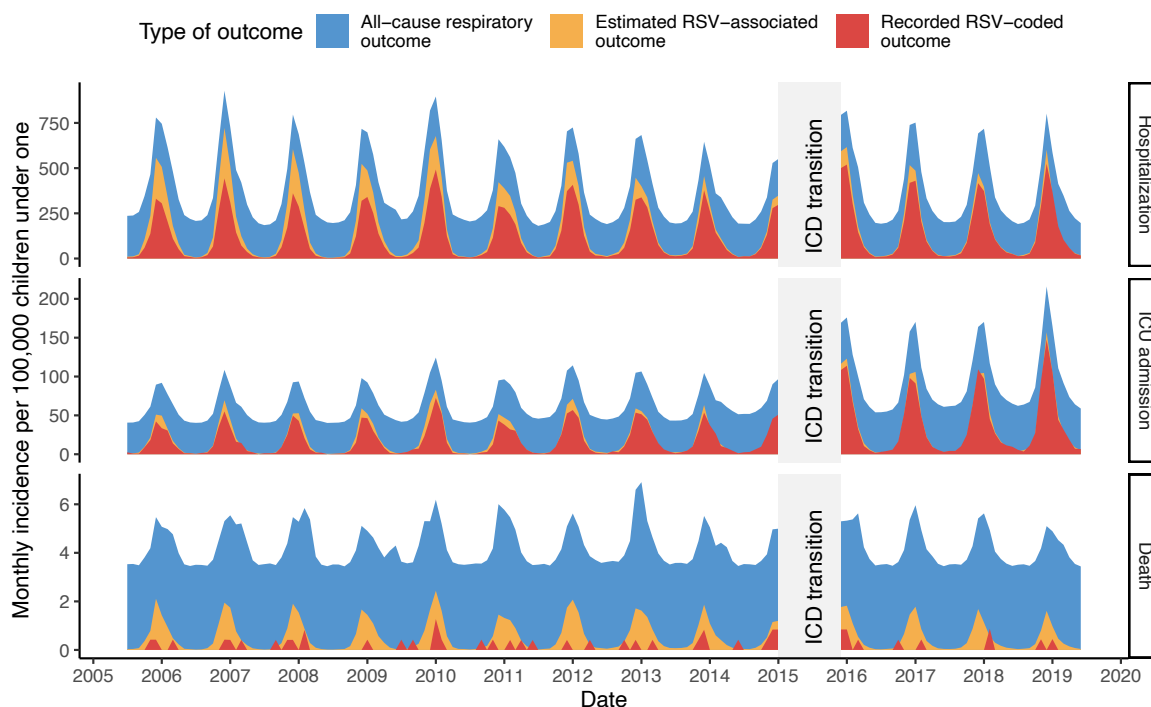 Type of outcome
All−cause respiratory
outcome
Estimated RSV−associated
outcome
Recorded RSV−coded
outcome
Monthly incidence per 100,000 children under one
750
500
250
0
ICD transition
Hospitalization
200
150
100
50
0
ICD transition
ICU admission
6
4
2
0
ICD transition
Death
2005 2006 2007 2008 2009 2010 2011 2012 2013 2014 2015 2016 2017 2018 2019 2020
Date